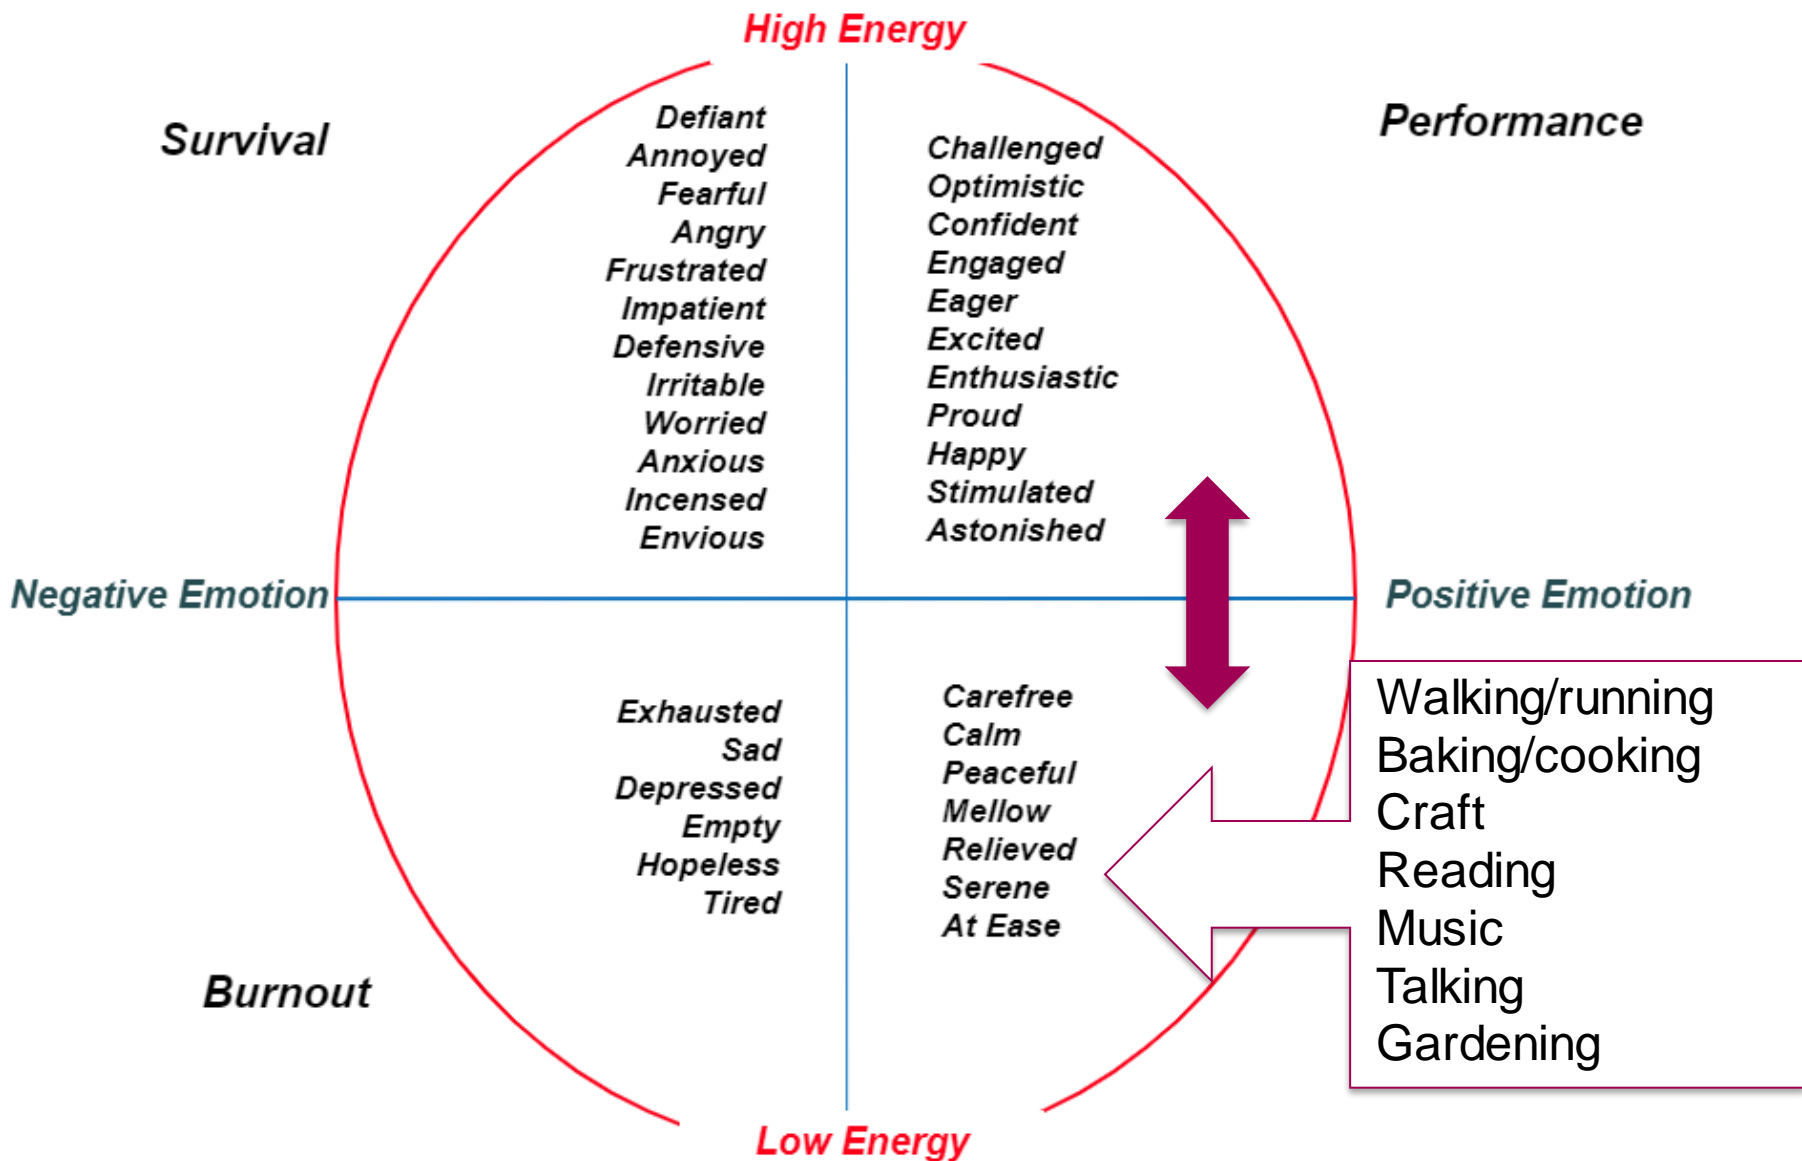 High Energy
Survival
Performance
Defiant
Annoyed
Fearful
Angry
Frustrated
Impatient
Defensive
Irritable
Worried
Anxious
Incensed
Envious
Challenged
Optimistic
Confident
Engaged
Eager
Excited
Enthusiastic
Proud
Happy
Stimulated
Astonished
Negative Emotion
Positive Emotion
Exhausted
Sad
Depressed
Empty
Hopeless
Tired
Carefree
Calm
Peaceful
Mellow
Relieved
Serene
At Ease
Walking/running
Baking/cooking
Craft
Reading
Music
Talking
Gardening
Burnout
Low Energy